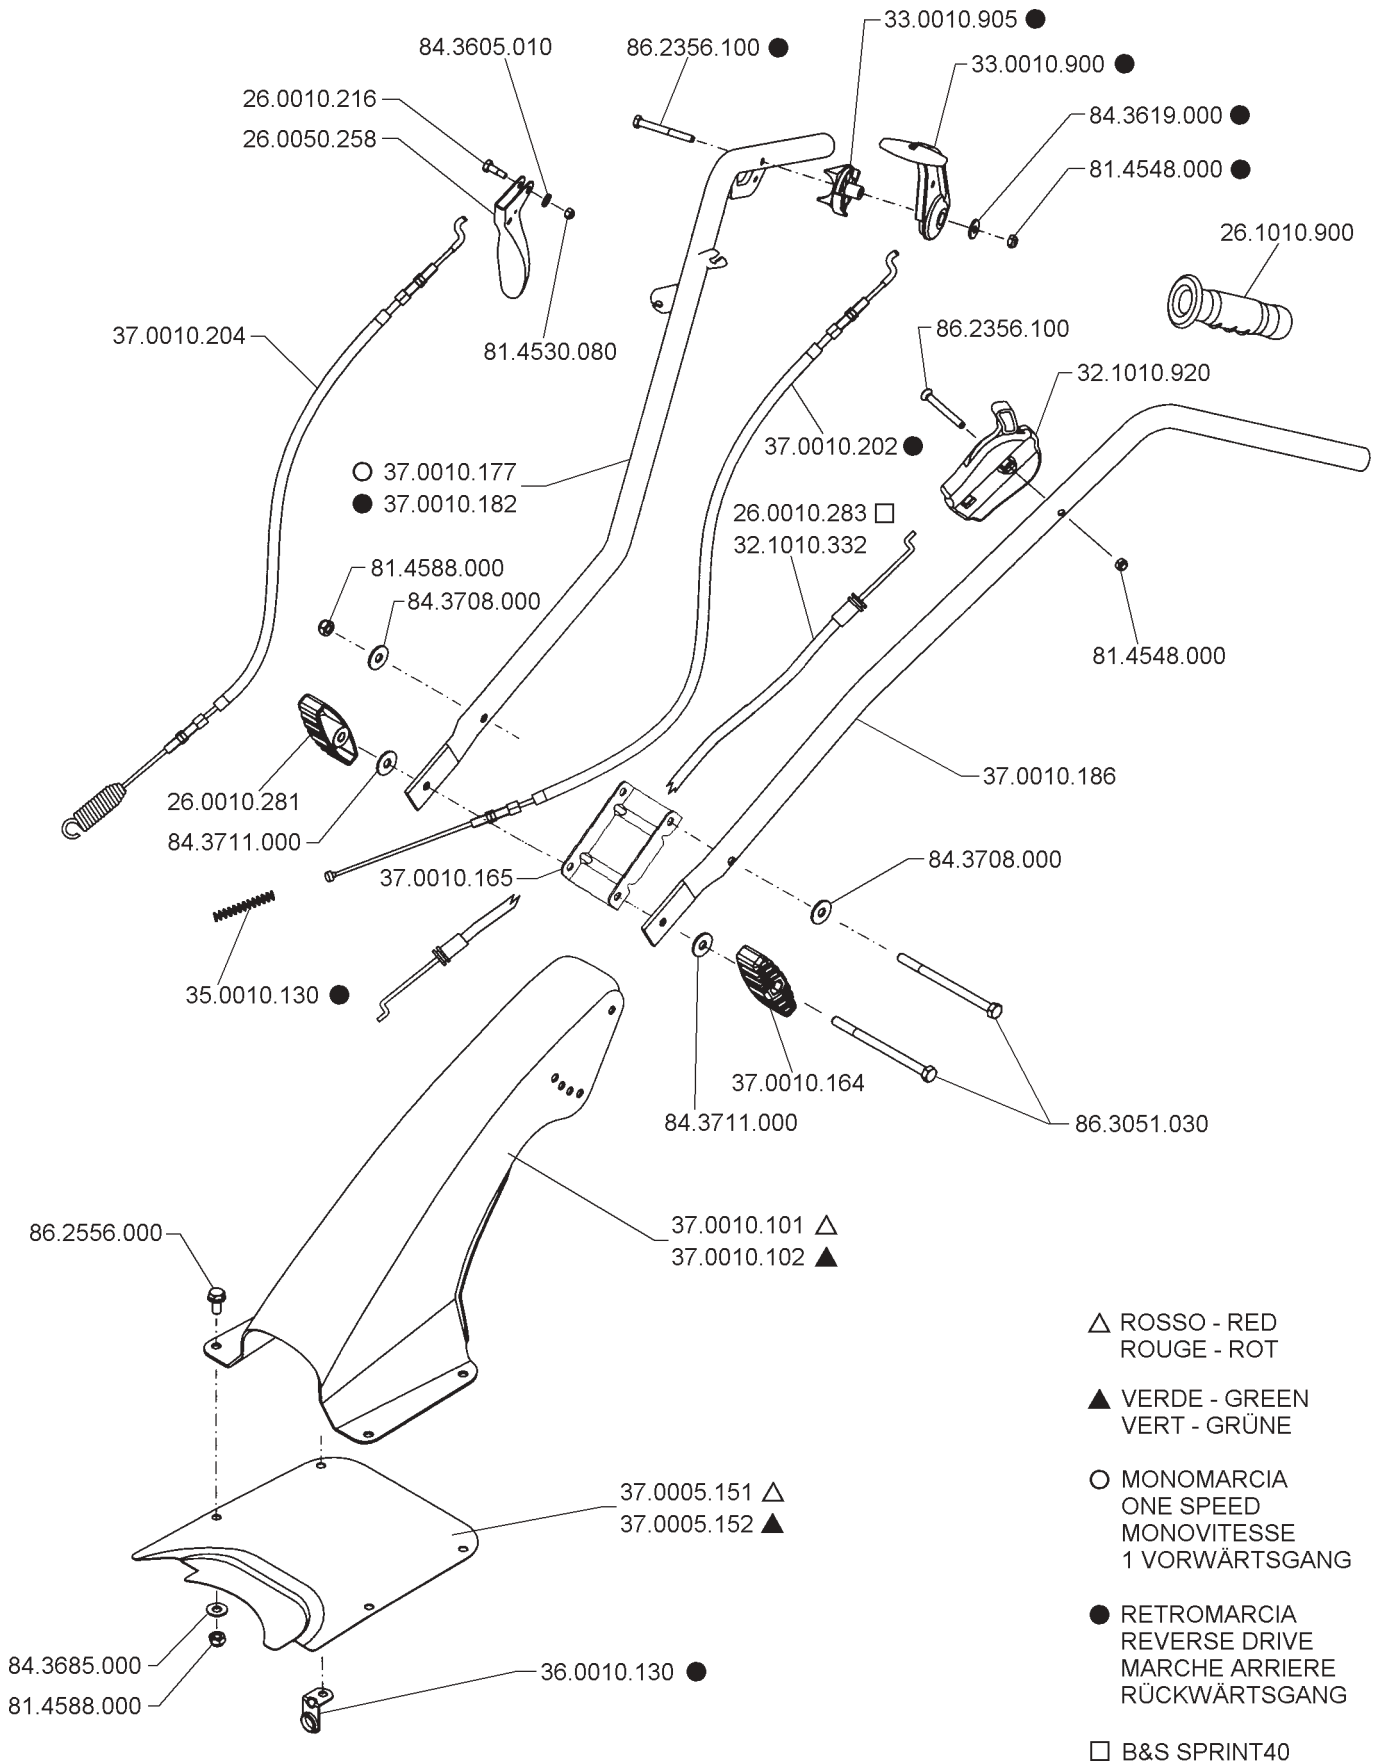 33.0010.905 ●
84.3605.010
86.2356.100 ●
33.0010.900 ●
26.0010.216
84.3619.000 ●
26.0050.258
81.4548.000 ●
26.1010.900
37.0010.204
86.2356.100
81.4530.080
32.1010.920
37.0010.202 ●
○ 37.0010.177
● 37.0010.182
26.0010.283 □
32.1010.332
81.4588.000
84.3708.000
81.4548.000
37.0010.186
26.0010.281
84.3711.000
84.3708.000
37.0010.165
35.0010.130 ●
37.0010.164
84.3711.000
86.3051.030
37.0010.101 △
37.0010.102 ▲
86.2556.000
△ ROSSO - RED
ROUGE - ROT
▲ VERDE - GREEN
VERT - GRÜNE
○ MONOMARCIA
ONE SPEED
MONOVITESSE
1 VORWÄRTSGANG
37.0005.151 △
37.0005.152 ▲
● RETROMARCIA
REVERSE DRIVE
MARCHE ARRIERE
RÜCKWÄRTSGANG
84.3685.000
81.4588.000
36.0010.130 ●
□ B&S SPRINT40